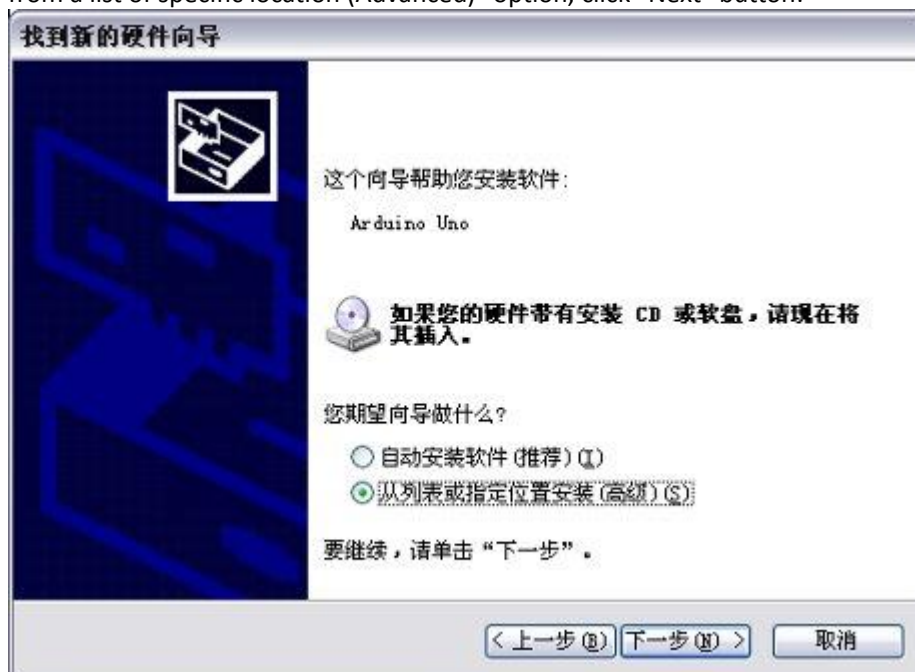 from a list or specific location (Advanced)" option, click "Next" button.
找到新的硬件向导
这个向导帮助您安装软件:
Arduino Uno
如果您的硬件带有安装 CD 或软盘，请现在将
其插入。
您期望向导做什么?
自动安装软件(推荐)(I)
从列表或指定位置安装(高级)(S)
要继续，请单击“下一步”。
< 上一步(B)
下一步(N) >
取消